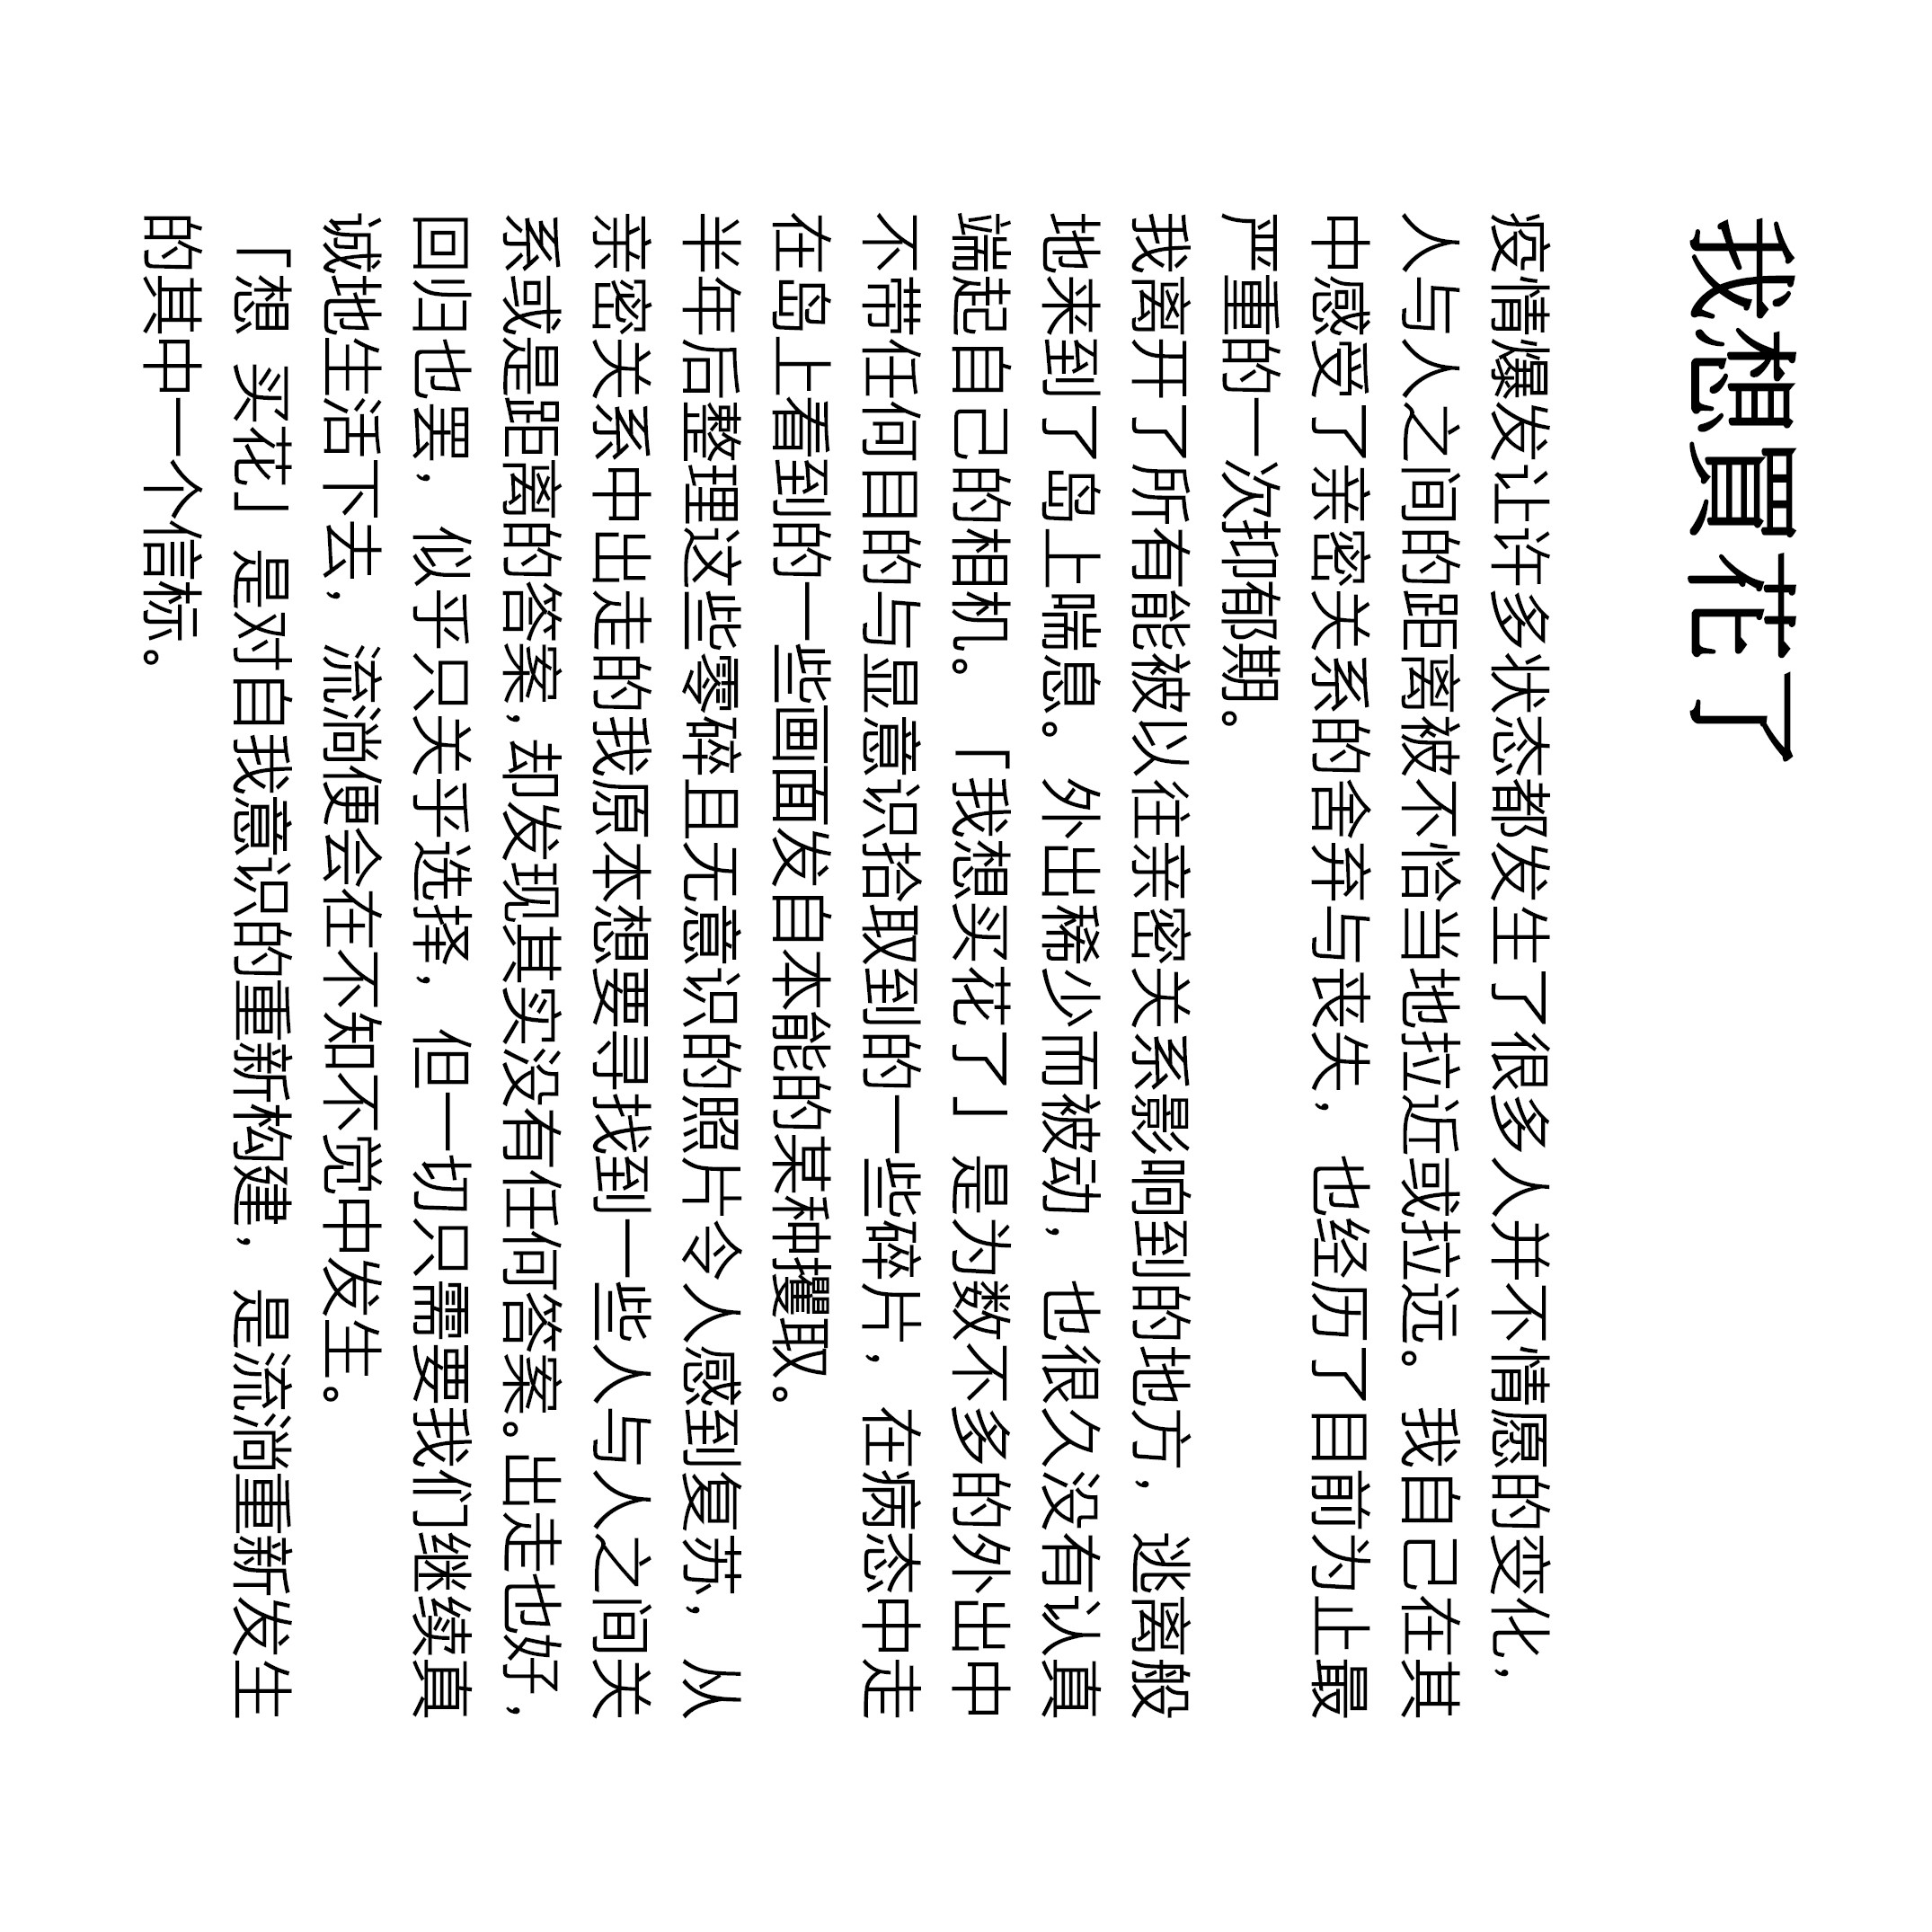 我想買花了
疫情爆发让许多状态都发生了很多人并不情愿的变化，
人与人之间的距离被不恰当地拉近或拉远。我自己在其
中感受了亲密关系的舍弃与丧失，也经历了目前为止最
严重的一次抑郁期。
我离开了所有能被以往亲密关系影响到的地方，逃离般
地来到了岛上喘息。外出稀少而被动，也很久没有认真
端起自己的相机。「我想买花了」是为数不多的外出中
不带任何目的与显意识拾取到的一些碎片，在病态中走
在岛上看到的一些画面发自本能的某种攫取。
半年后整理这些零碎且无意识的照片令人感到复苏，从
亲密关系中出走的我原本想要寻找到一些人与人之间关
系或是距离的答案，却发现其实没有任何答案。出走也好，
回归也罢，似乎只关乎选择，但一切只需要我们继续真
诚地生活下去，流淌便会在不知不觉中发生。
「想 买花」是对自我意识的重新构建，是流淌重新发生
的其中一个信标。